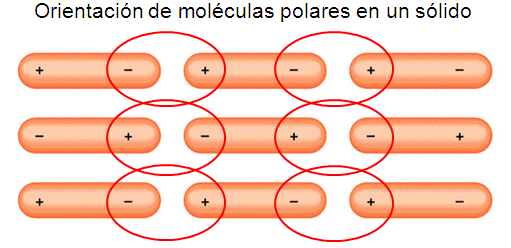 Orientación de moléculas polares en un sólido
+ − + − + −
− + − + − +
+ − + − + −